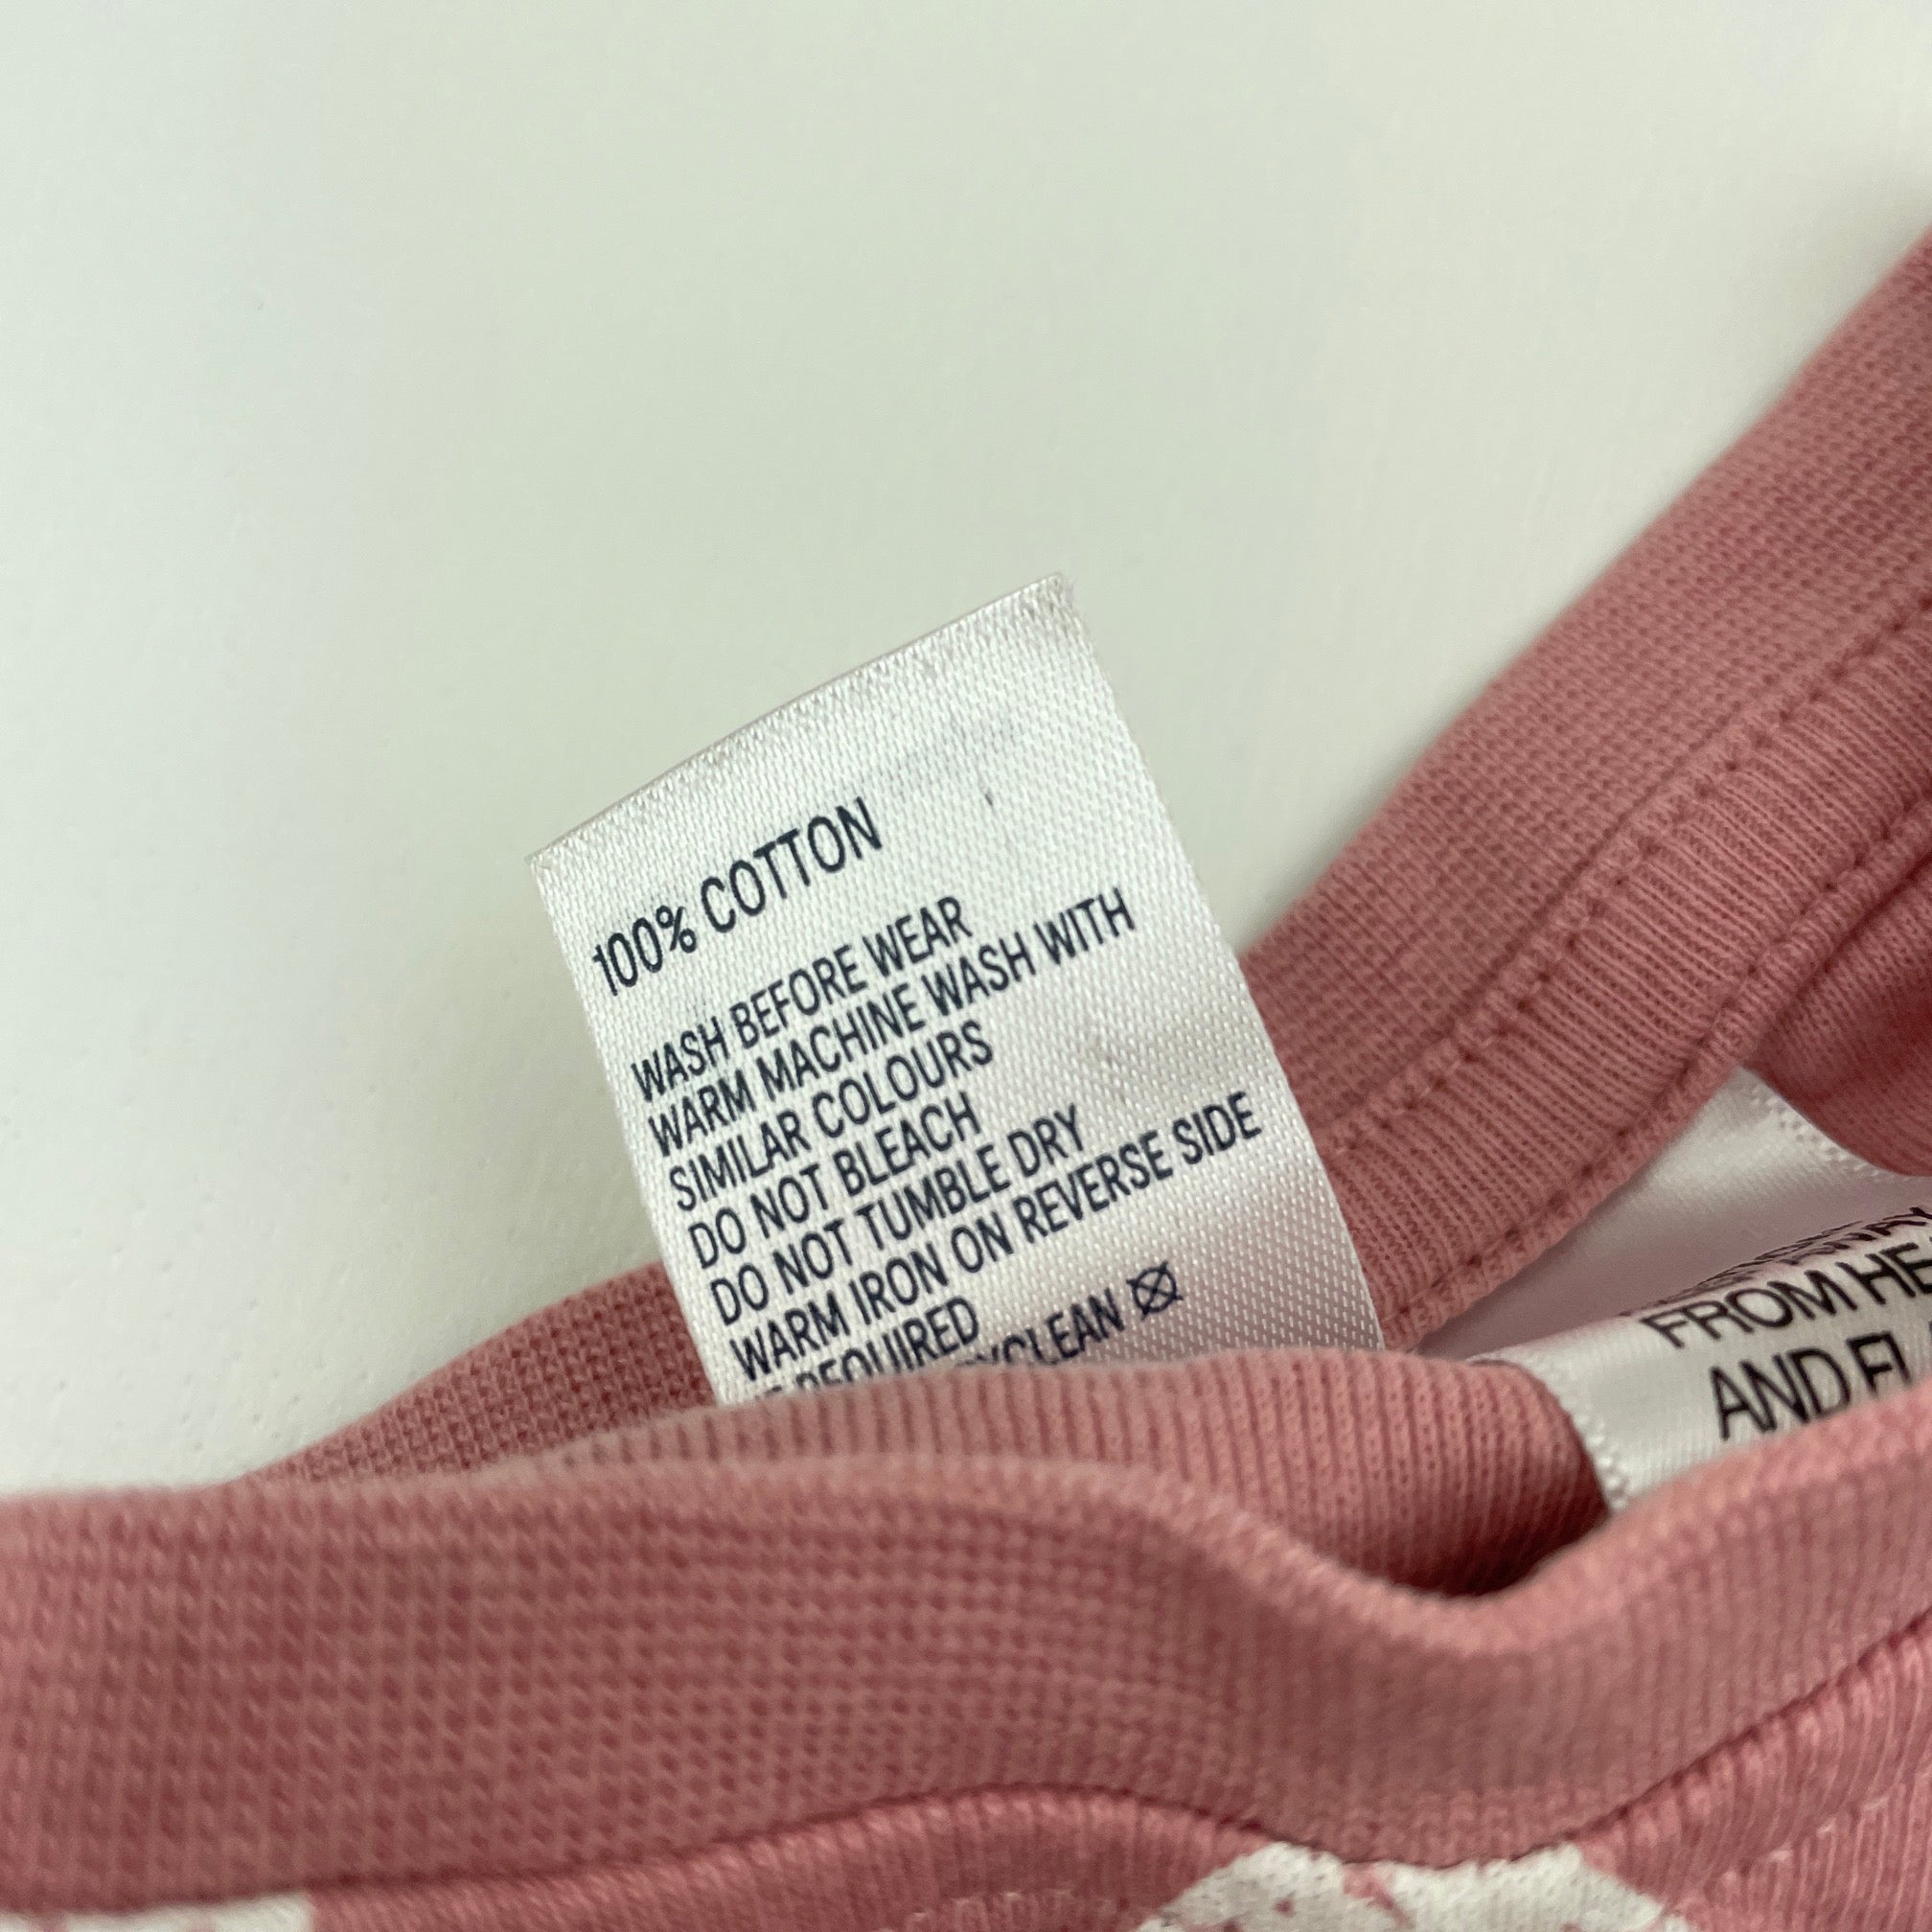 100% COTTON
WASH BEFORE WEAR
WARM MACHINE WASH WITH
SIMILAR COLOURS
DO NOT BLEACH
DO NOT TUMBLE DRY
WARM IRON ON REVERSE SIDE
REQUIRED
FROM
AND